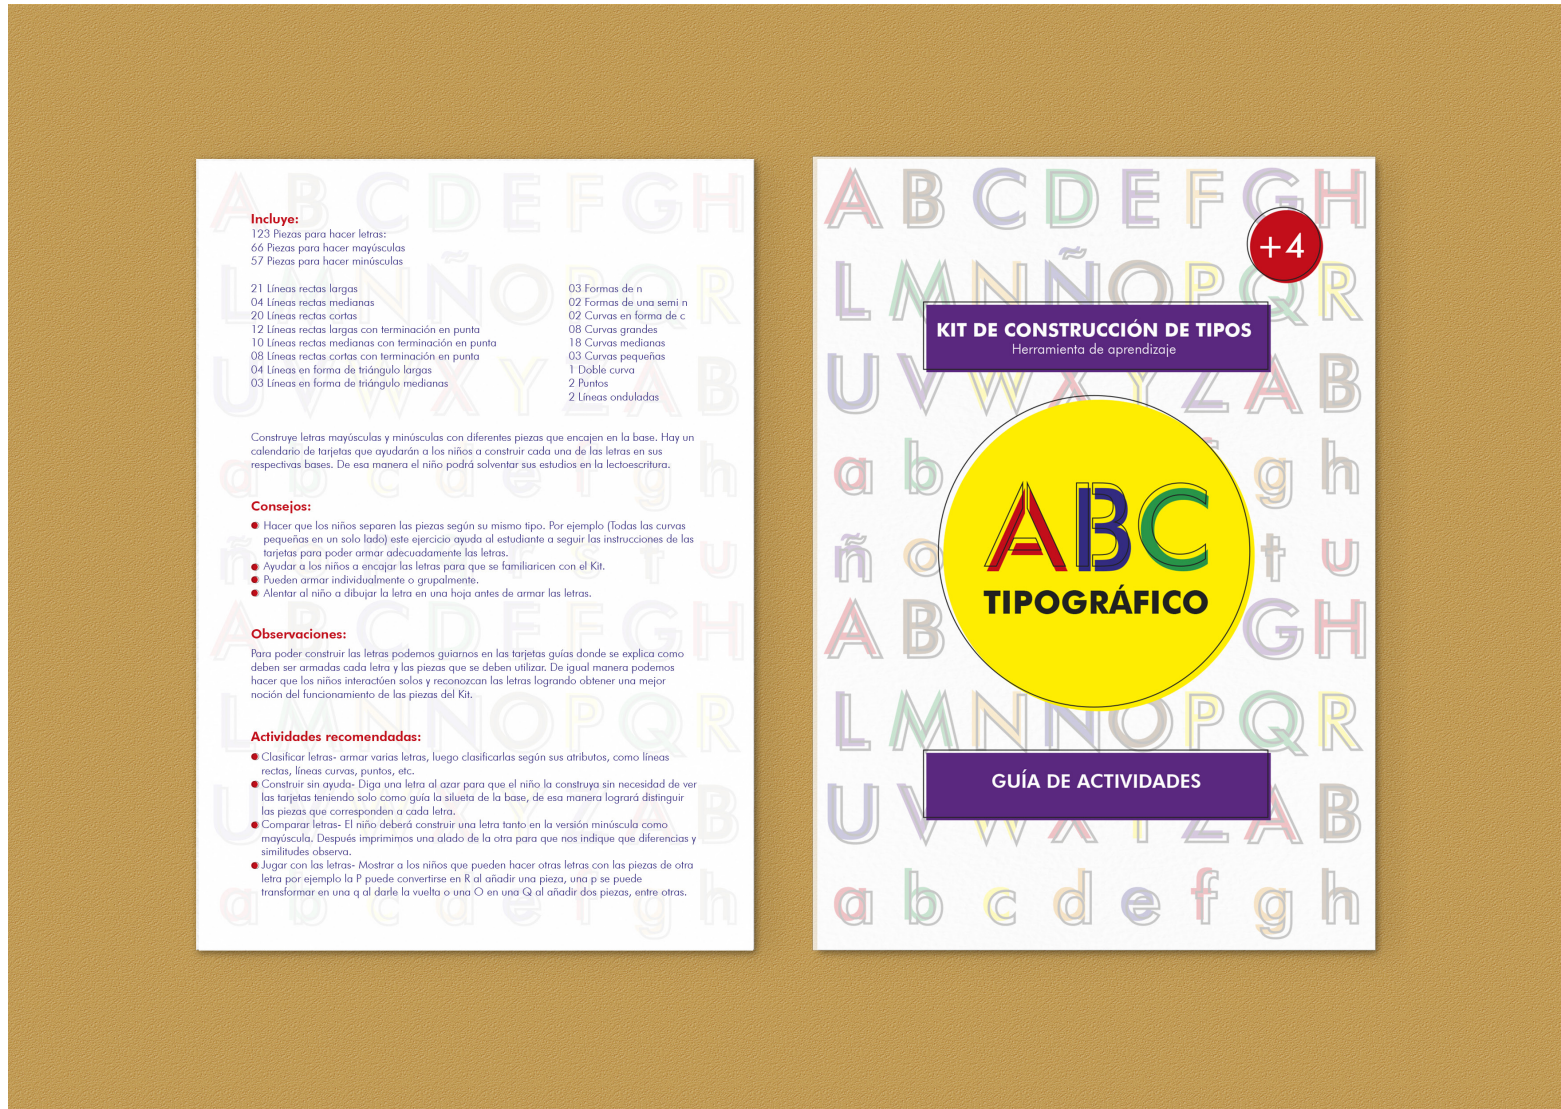 Incluye:
123 Piezas para hacer letras:
66 Piezas para hacer mayúsculas
57 Piezas para hacer minúsculas
21 Líneas rectas largas
04 Líneas rectas medianas
20 Líneas rectas cortas
12 Líneas rectas largas con terminación en punta
10 Líneas rectas medianas con terminación en punta
08 Líneas rectas cortas con terminación en punta
04 Líneas en forma de triángulo largas
03 Líneas en forma de triángulo medianas
03 Formas de n
02 Formas de una semi n
02 Curvas en forma de c
08 Curvas grandes
18 Curvas medianas
03 Curvas pequeñas
1 Doble curva
2 Puntos
2 Líneas onduladas
Construye letras mayúsculas y minúsculas con diferentes piezas que encajen en la base. Hay un
calendario de tarjetas que ayudarán a los niños a construir cada una de las letras en sus
respectivas bases. De esa manera el niño podrá solventar sus estudios en la lectoescritura.
Consejos:
Hacer que los niños separen las piezas según su mismo tipo. Por ejemplo (Todas las curvas
pequeñas en un solo lado) este ejercicio ayuda al estudiante a seguir las instrucciones de las
tarjetas para poder armar adecuadamente las letras.
Ayudar a los niños a encajar las letras para que se familiaricen con el Kit.
Pueden armar individualmente o grupalmente.
Alentar al niño a dibujar la letra en una hoja antes de armar las letras.
Observaciones:
Para poder construir las letras podemos guiarnos en las tarjetas guías donde se explica como
deben ser armadas cada letra y las piezas que se deben utilizar. De igual manera podemos
hacer que los niños interactúen solos y reconozcan las letras logrando obtener una mejor
noción del funcionamiento de las piezas del Kit.
Actividades recomendadas:
Clasificar letras- armar varias letras, luego clasificarlas según sus atributos, como líneas
rectas, líneas curvas, puntos, etc.
Construir sin ayuda- Diga una letra al azar para que el niño la construya sin necesidad de ver
las tarjetas teniendo solo como guía la silueta de la base, de esa manera logrará distinguir
las piezas que corresponden a cada letra.
Comparar letras- El niño deberá construir una letra tanto en la versión minúscula como
mayúscula. Después imprimimos una alado de la otra para que nos indique que diferencias y
similitudes observa.
Jugar con las letras- Mostrar a los niños que pueden hacer otras letras con las piezas de otra
letra por ejemplo la P puede convertirse en R al añadir una pieza, una p se puede
transformar en una q al darle la vuelta o una O en una Q al añadir dos piezas, entre otras.
A B C D E F G H
+4
L M N Ñ O P Q R
KIT DE CONSTRUCCIÓN DE TIPOS
Herramienta de aprendizaje
U V W X Y Z A B
a b g h
ABC
ñ o t u
TIPOGRÁFICO
A B G H
L M N Ñ O P Q R
GUÍA DE ACTIVIDADES
U V W X Y Z A B
a b c d e f g h